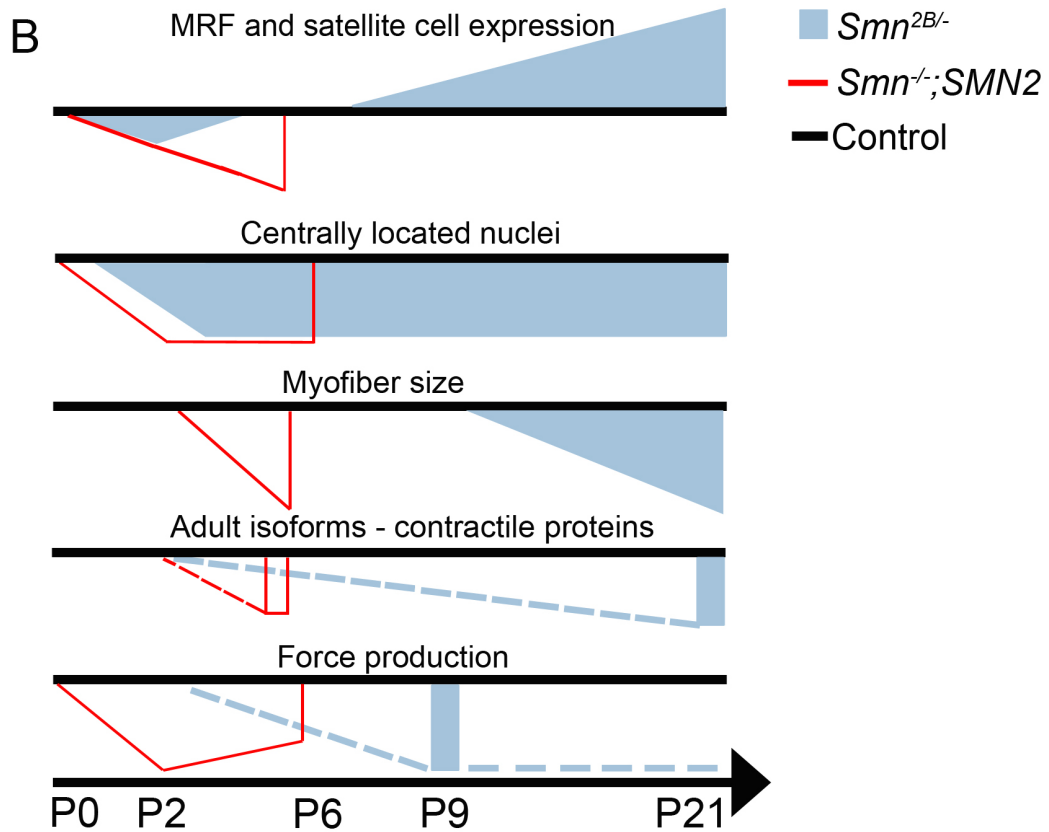 B
MRF and satellite cell expression
Smn2B/-
Smn-/-;SMN2
Control
Centrally located nuclei
Myofiber size
Adult isoforms - contractile proteins
Force production
P0 P2 P6 P9 P21